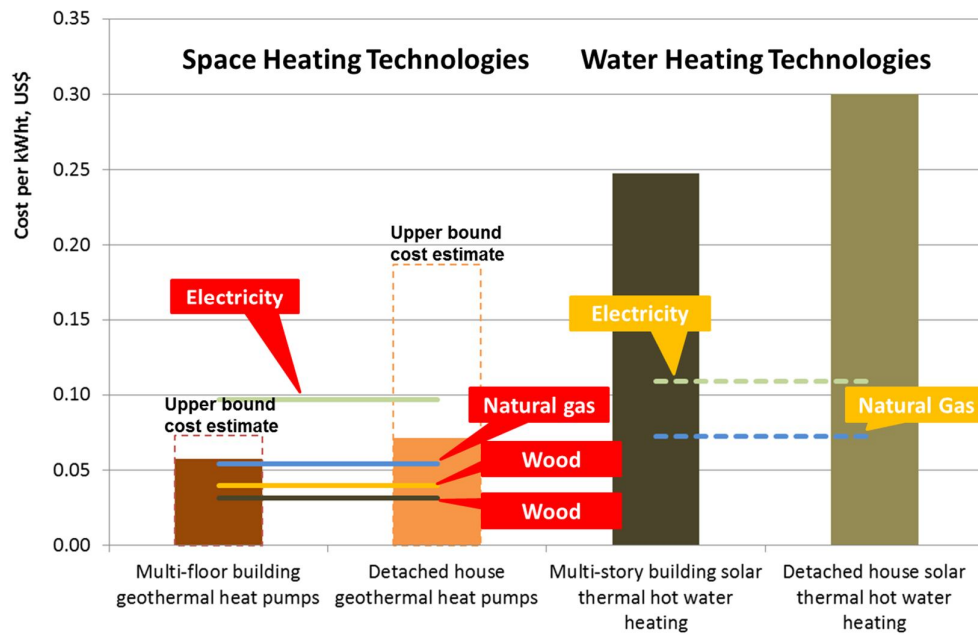 0.35
0.30
0.25
0.20
0.15
0.10
0.05
0.00
Cost per kWht, US$
Space Heating Technologies
Water Heating Technologies
Upper bound
cost estimate
Electricity
Upper bound
cost estimate
Natural gas
Wood
Wood
Electricity
Natural Gas
Multi-floor building
geothermal heat pumps
Detached house
geothermal heat pumps
Multi-story building solar
thermal hot water
heating
Detached house solar
thermal hot water
heating